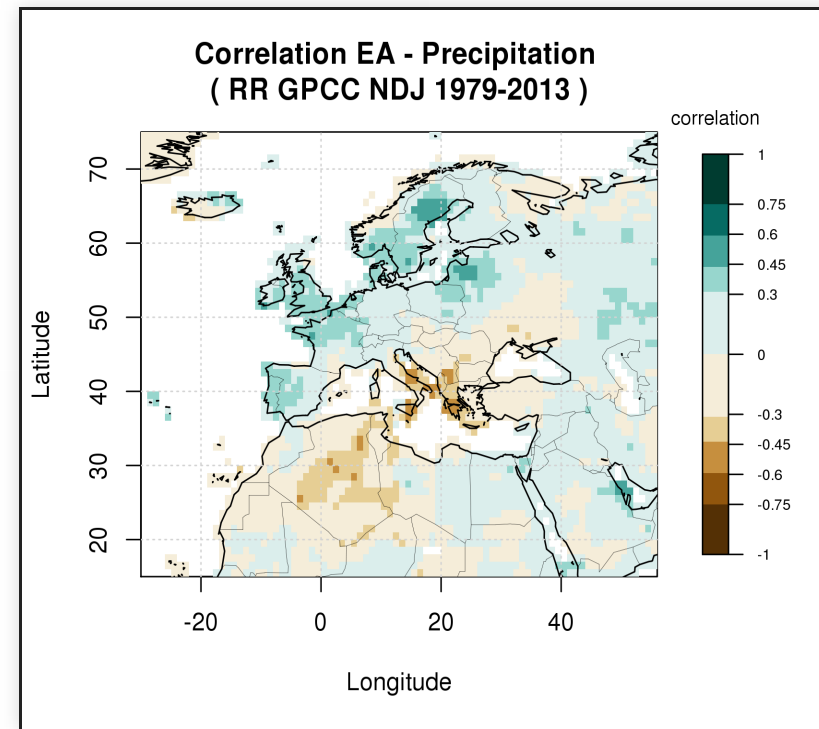 Correlation EA - Precipitation
( RR GPCC NDJ 1979-2013 )
correlation
1
0.75
0.6
0.45
0.3
0
-0.3
-0.45
-0.6
-0.75
-1
70
60
50
40
30
20
Latitude
-20 0 20 40
Longitude